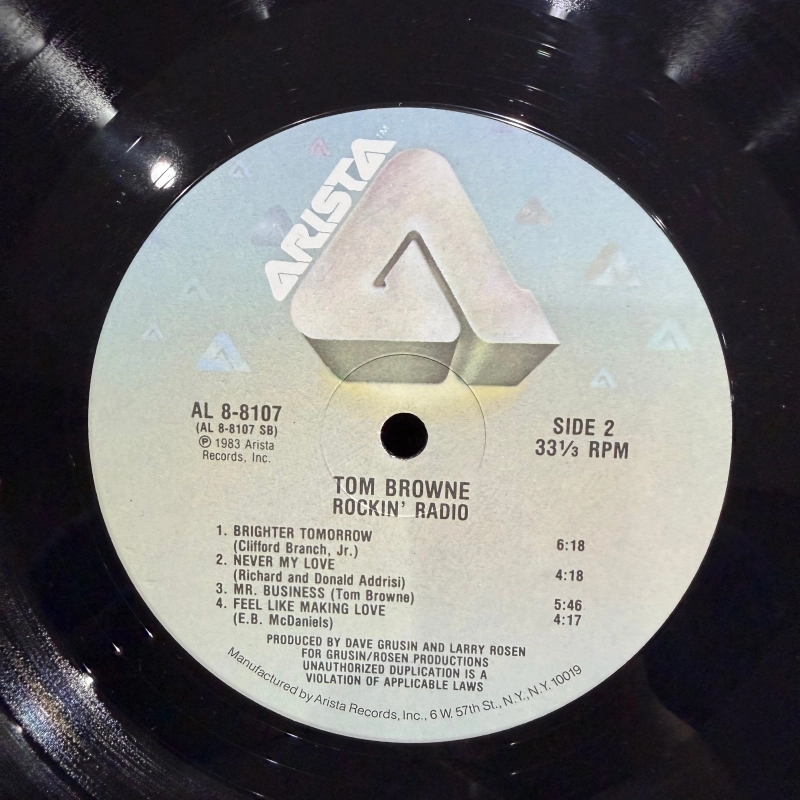 ARISTA™
AL 8-8107
(AL 8-8107 SB)
Ⓟ 1983 Arista
Records, Inc.
SIDE 2
33⅓ RPM
TOM BROWNE
ROCKIN' RADIO
1. BRIGHTER TOMORROW
(Clifford Branch, Jr.) 6:18
2. NEVER MY LOVE
(Richard and Donald Addrisi) 4:18
3. MR. BUSINESS (Tom Browne) 5:46
4. FEEL LIKE MAKING LOVE
(E.B. McDaniels) 4:17
PRODUCED BY DAVE GRUSIN AND LARRY ROSEN
FOR GRUSIN/ROSEN PRODUCTIONS
UNAUTHORIZED DUPLICATION IS A
VIOLATION OF APPLICABLE LAWS
Manufactured by Arista Records, Inc., 6 W. 57th St., N.Y., N.Y. 10019